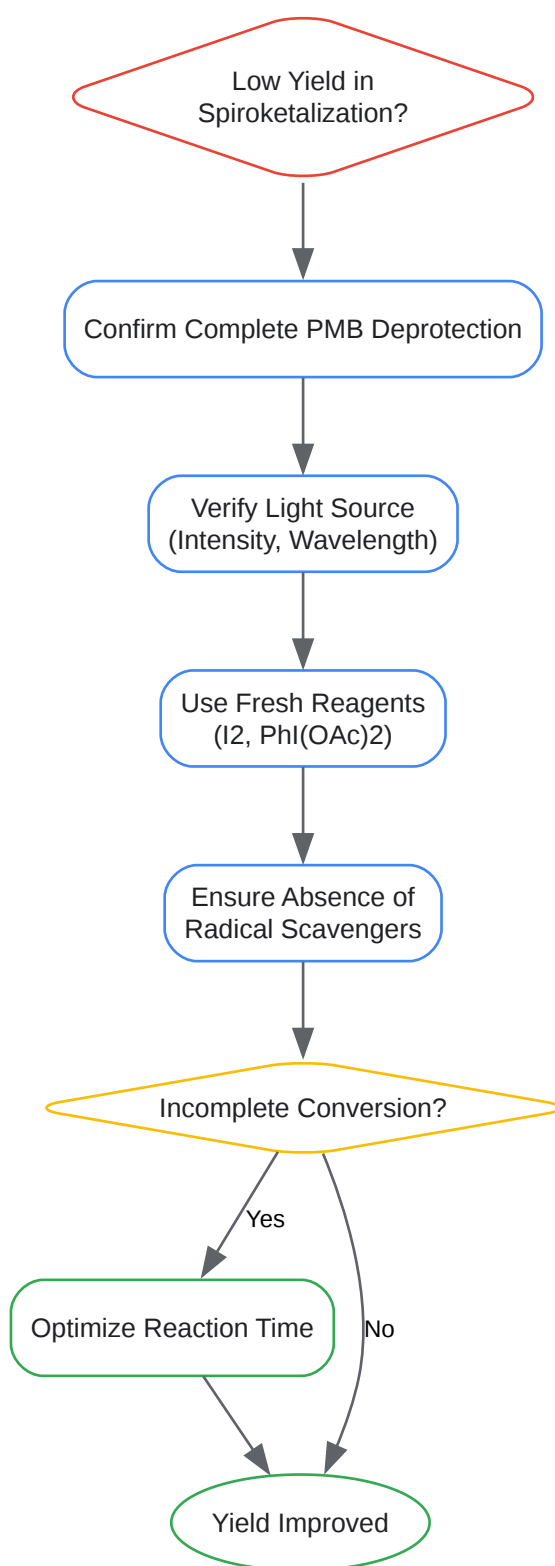 Low Yield in
Spiroketalization?
Confirm Complete PMB Deprotection
Verify Light Source
(Intensity, Wavelength)
Use Fresh Reagents
(I2, PhI(OAc)2)
Ensure Absence of
Radical Scavengers
Incomplete Conversion?
Yes
Optimize Reaction Time
No
Yield Improved